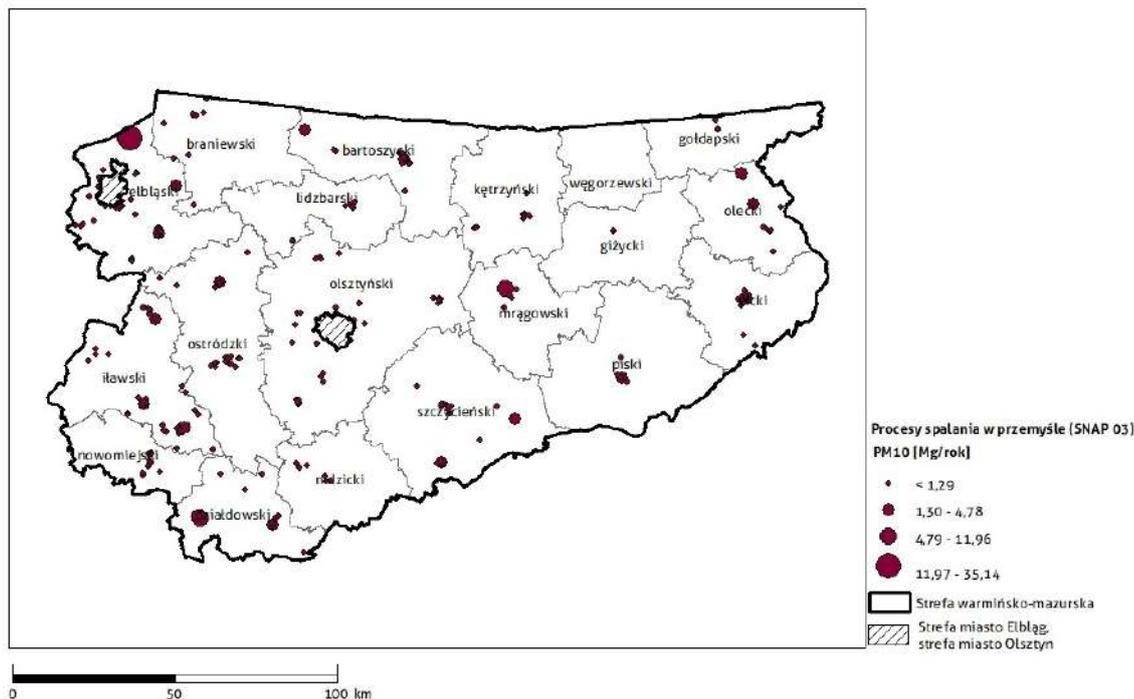 braniewski
bartoszycki
gołdapski
elbląski
lidzbarski
kętrzyński
węgorzewski
olecki
giżycki
olsztyński
mrągowski
ostródzki
iławski
piski
szczycieński
nowomiejski
nidzicki
działdowski
Procesy spalania w przemyśle (SNAP 03)
PM10 [Mg/rok]
< 1,29
1,30 - 4,78
4,79 - 11,96
11,97 - 35,14
Strefa warmińsko-mazurska
Strefa miasto Elbląg,
strefa miasto Olsztyn
0 50 100 km